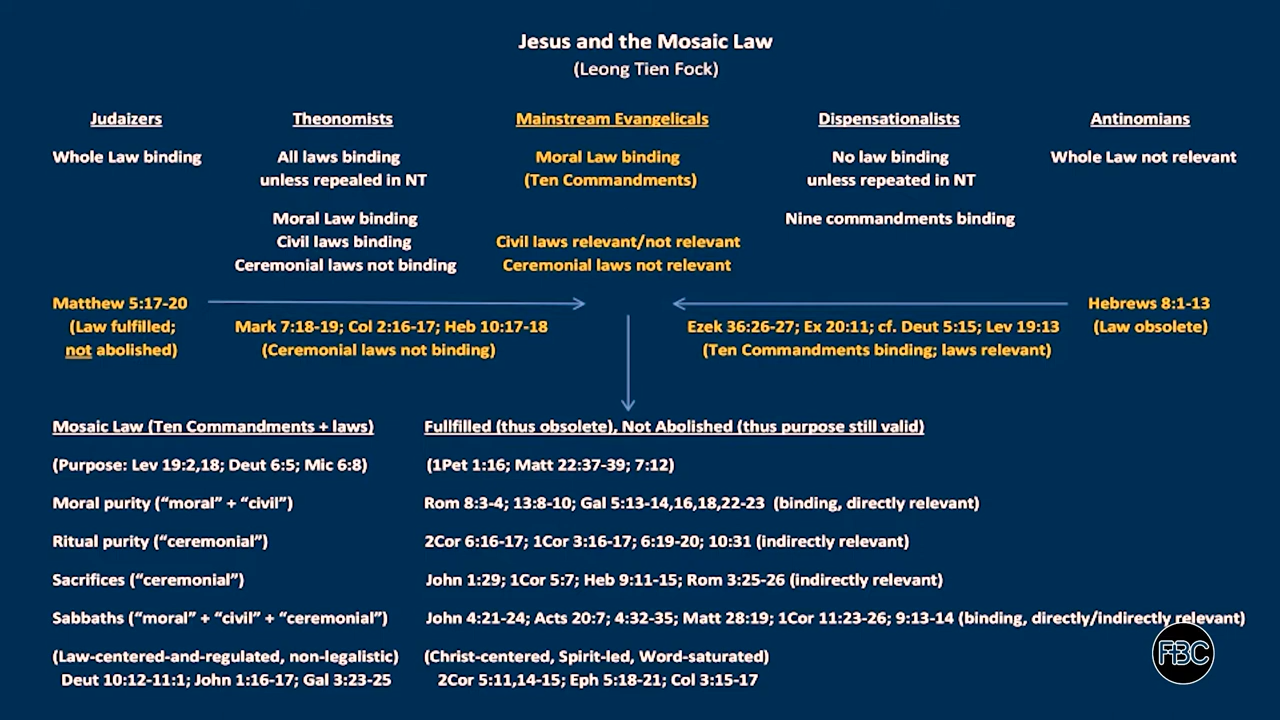 Jesus and the Mosaic Law
(Leong Tien Fock)
Judaizers
Whole Law binding
Theonomists
All laws binding
unless repealed in NT
Moral Law binding
Civil laws binding
Ceremonial laws not binding
Mainstream Evangelicals
Moral Law binding
(Ten Commandments)
Civil laws relevant/not relevant
Ceremonial laws not relevant
Dispensationalists
No law binding
unless repeated in NT
Nine commandments binding
Antinomians
Whole Law not relevant
Matthew 5:17-20
(Law fulfilled;
not abolished)
Mark 7:18-19; Col 2:16-17; Heb 10:17-18
(Ceremonial laws not binding)
Ezek 36:26-27; Ex 20:11; cf. Deut 5:15; Lev 19:13
(Ten Commandments binding; laws relevant)
Hebrews 8:1-13
(Law obsolete)
Mosaic Law (Ten Commandments + laws) Fullfilled (thus obsolete), Not Abolished (thus purpose still valid)
(Purpose: Lev 19:2,18; Deut 6:5; Mic 6:8) (1Pet 1:16; Matt 22:37-39; 7:12)
Moral purity (“moral” + “civil”) Rom 8:3-4; 13:8-10; Gal 5:13-14,16,18,22-23 (binding, directly relevant)
Ritual purity (“ceremonial”) 2Cor 6:16-17; 1Cor 3:16-17; 6:19-20; 10:31 (indirectly relevant)
Sacrifices (“ceremonial”) John 1:29; 1Cor 5:7; Heb 9:11-15; Rom 3:25-26 (indirectly relevant)
Sabbaths (“moral” + “civil” + “ceremonial”) John 4:21-24; Acts 20:7; 4:32-35; Matt 28:19; 1Cor 11:23-26; 9:13-14 (binding, directly/indirectly relevant)
(Law-centered-and-regulated, non-legalistic) (Christ-centered, Spirit-led, Word-saturated)
Deut 10:12-11:1; John 1:16-17; Gal 3:23-25 2Cor 5:11,14-15; Eph 5:18-21; Col 3:15-17
FBC